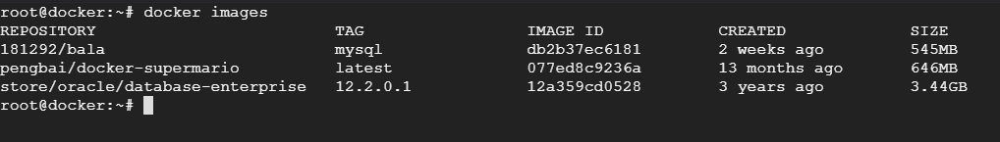 root@docker:~# docker images
REPOSITORY TAG IMAGE ID CREATED SIZE
181292/bala mysql db2b37ec6181 2 weeks ago 545MB
pengbai/docker-supermario latest 077ed8c9236a 13 months ago 646MB
store/oracle/database-enterprise 12.2.0.1 12a359cd0528 3 years ago 3.44GB
root@docker:~#